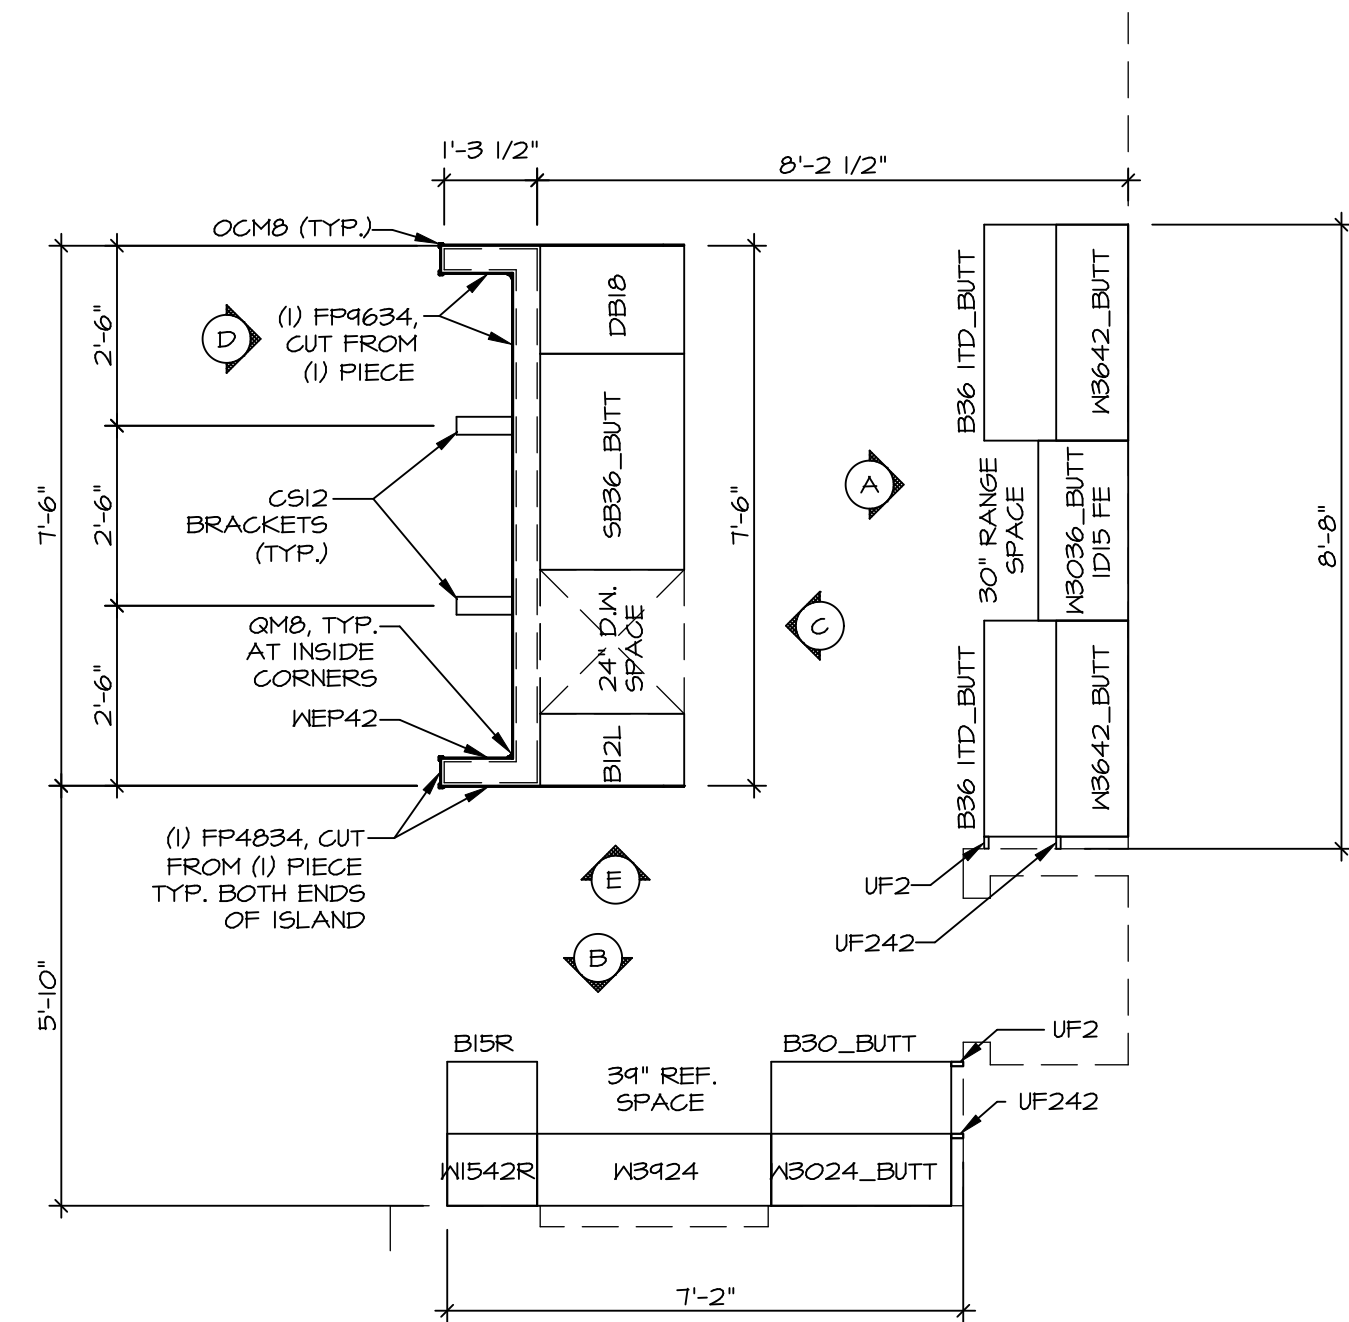 1'-3 1/2"
8'-2 1/2"
OCM8 (TYP.)
(1) FP9634,
CUT FROM
(1) PIECE
D
2'-6"
2'-6"
2'-6"
7'-6"
CS12
BRACKETS
(TYP.)
QM8, TYP.
AT INSIDE
CORNERS
WEP42
(1) FP4834, CUT
FROM (1) PIECE
TYP. BOTH ENDS
OF ISLAND
DB18
SB36_BUTT
24" D.W.
SPACE
B12L
7'-6"
A
C
E
B
B36 1TD_BUTT
W3642_BUTT
30" RANGE
SPACE
W3036_BUTT
1D15 FE
B36 1TD_BUTT
W3642_BUTT
8'-8"
UF2
UF242
5'-10"
B15R
39" REF.
SPACE
B30_BUTT
UF2
UF242
W1542R
W3924
W3024_BUTT
7'-2"